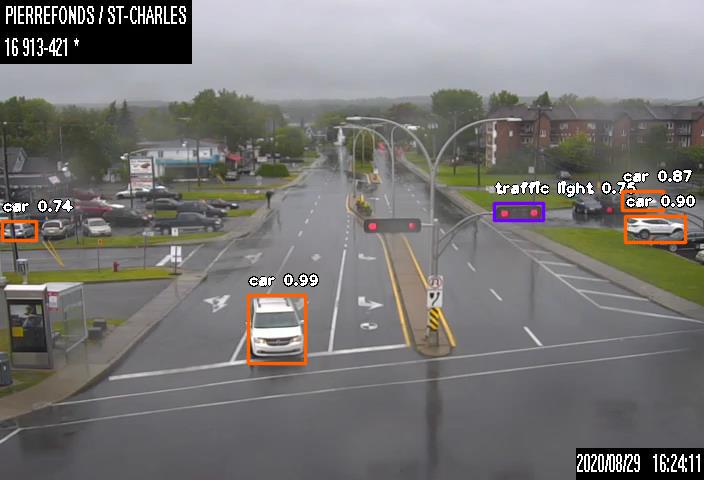 PIERREFONDS / ST-CHARLES
16 913-421 *
car 0.74
car 0.99
traffic light 0.75
car 0.87
car 0.90
2020/08/29 16:24:11